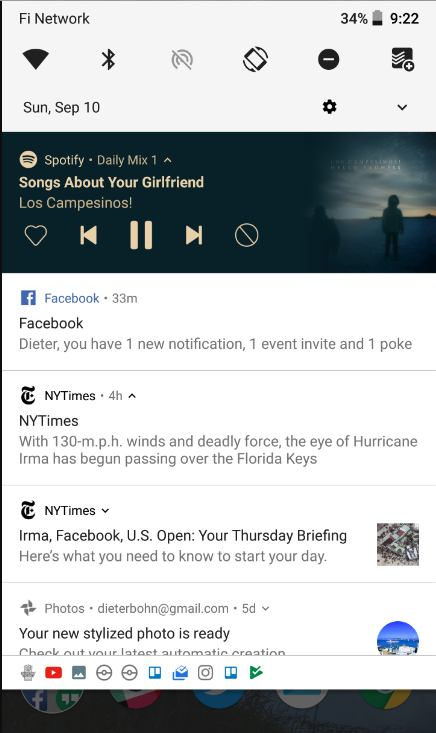 Fi Network 34% 9:22
Sun, Sep 10
Spotify • Daily Mix 1
Songs About Your Girlfriend
Los Campesinos!
LOS CAMPESINOS!
Facebook • 33m
Facebook
Dieter, you have 1 new notification, 1 event invite and 1 poke
NYTimes • 4h
NYTimes
With 130-m.p.h. winds and deadly force, the eye of Hurricane
Irma has begun passing over the Florida Keys
NYTimes
Irma, Facebook, U.S. Open: Your Thursday Briefing
Here's what you need to know to start your day.
Photos • dieterbohn@gmail.com • 5d
Your new stylized photo is ready
Check out your latest automatic creation